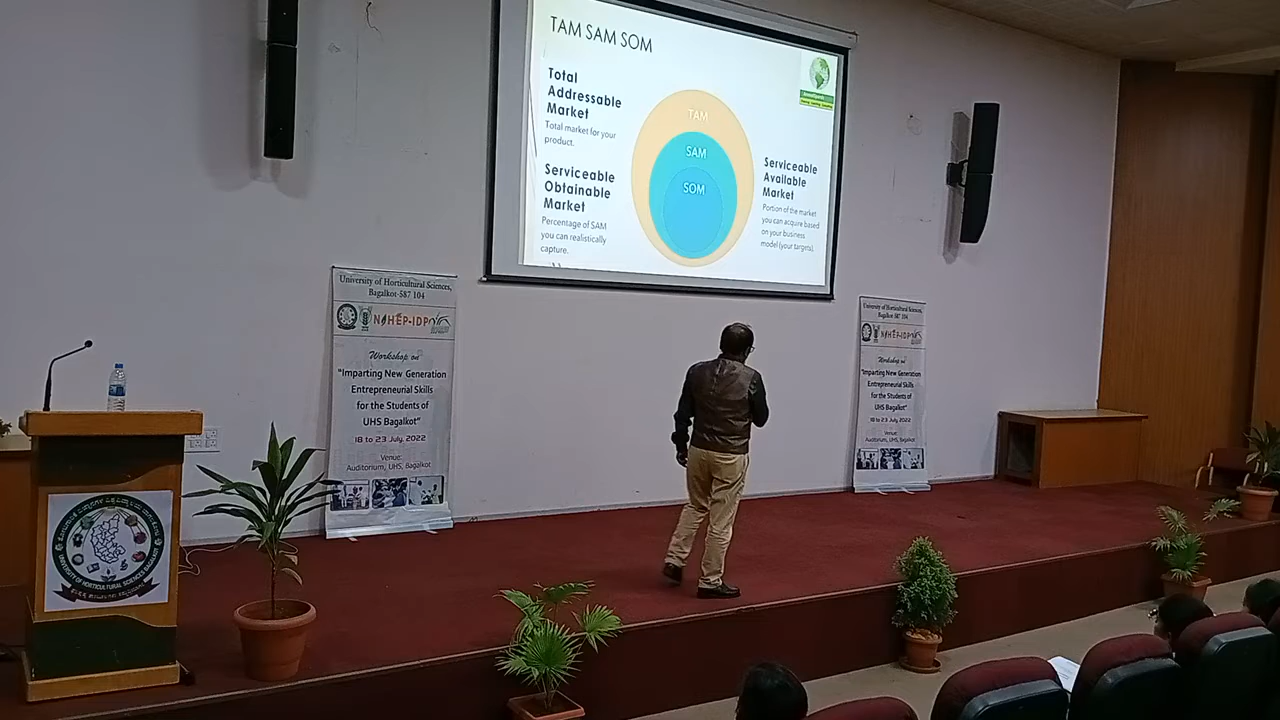 TAM SAM SOM
Total
Addressable
Market
Total market for your
product.
Serviceable
Obtainable
Market
Percentage of SAM
you can realistically
capture.
TAM
SAM
SOM
Serviceable
Available
Market
Portion of the market
you can acquire based
on your business
model (your targets).
University of Horticultural Sciences,
Bagalkot-587 104
NAHEP-IDP
Workshop on
"Imparting New Generation
Entrepreneurial Skills
for the Students of
UHS Bagalkot"
18 to 23 July, 2022
Venue:
Auditorium, UHS, Bagalkot
University of Horticultural Sciences,
Bagalkot-587 104
NAHEP-IDP
Workshop on
"Imparting New Generation
Entrepreneurial Skills
for the Students of
UHS Bagalkot"
18 to 23 July, 2022
Venue:
Auditorium, UHS, Bagalkot
UNIVERSITY OF HORTICULTURAL SCIENCES BAGALKOT